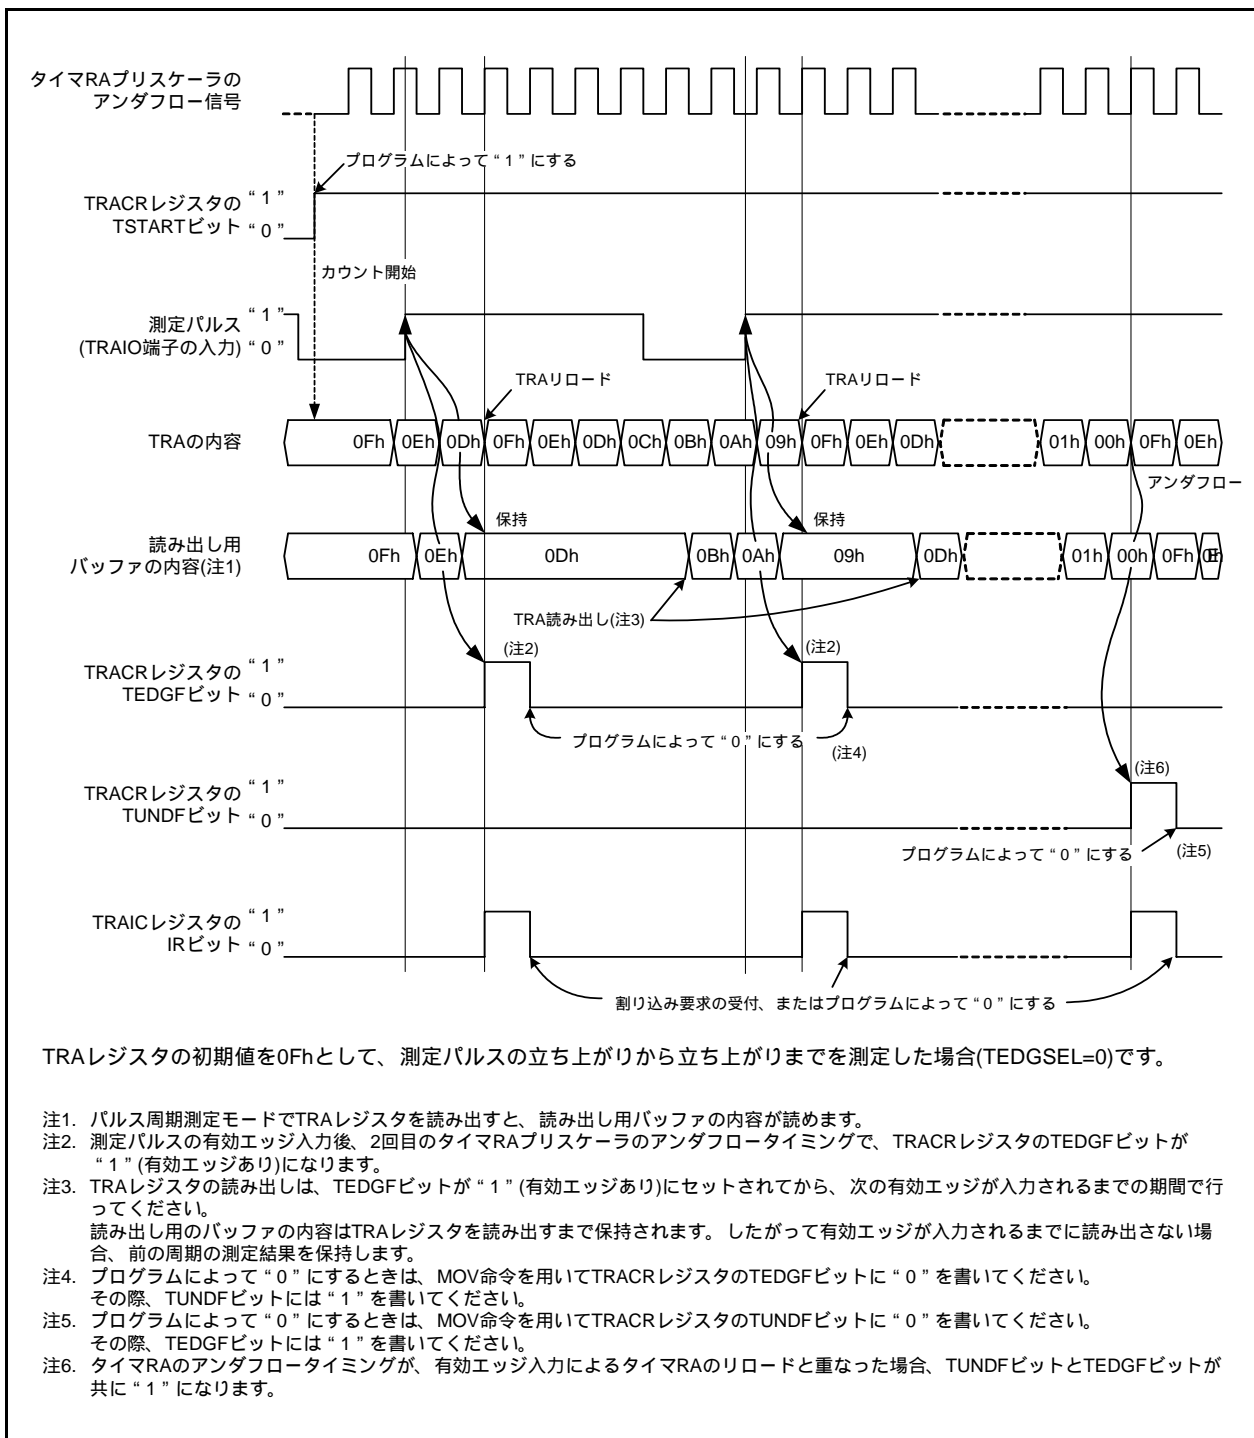 タイマRAプリスケーラの
アンダフロー信号
プログラムによって“1”にする
TRACRレジスタの “1”
TSTARTビット “0”
カウント開始
測定パルス “1”
(TRAIO端子の入力) “0”
TRAリロード TRAリロード
TRAの内容 0Fh 0Eh 0Dh 0Fh 0Eh 0Dh 0Ch 0Bh 0Ah 09h 0Fh 0Eh 0Dh 01h 00h 0Fh 0Eh
アンダフロー
保持 保持
読み出し用
バッファの内容(注1) 0Fh 0Eh 0Dh 0Bh 0Ah 09h 0Dh 01h 00h 0Fh
TRA読み出し(注3)
(注2) (注2)
TRACRレジスタの “1”
TEDGFビット “0”
プログラムによって“0”にする (注4)
(注6)
TRACRレジスタの “1”
TUNDFビット “0”
プログラムによって“0”にする (注5)
TRAICレジスタの “1”
IRビット “0”
割り込み要求の受付、またはプログラムによって“0”にする
TRAレジスタの初期値を0Fhとして、測定パルスの立ち上がりから立ち上がりまでを測定した場合(TEDGSEL=0)です。
注1. パルス周期測定モードでTRAレジスタを読み出すと、読み出し用バッファの内容が読めます。
注2. 測定パルスの有効エッジ入力後、2回目のタイマRAプリスケーラのアンダフロータイミングで、TRACRレジスタのTEDGFビットが
“1”(有効エッジあり)になります。
注3. TRAレジスタの読み出しは、TEDGFビットが“1”(有効エッジあり)にセットされてから、次の有効エッジが入力されるまでの期間で行
ってください。
読み出し用のバッファの内容はTRAレジスタを読み出すまで保持されます。したがって有効エッジが入力されるまでに読み出さない場
合、前の周期の測定結果を保持します。
注4. プログラムによって“0”にするときは、MOV命令を用いてTRACRレジスタのTEDGFビットに“0”を書いてください。
その際、TUNDFビットには“1”を書いてください。
注5. プログラムによって“0”にするときは、MOV命令を用いてTRACRレジスタのTUNDFビットに“0”を書いてください。
その際、TEDGFビットには“1”を書いてください。
注6. タイマRAのアンダフロータイミングが、有効エッジ入力によるタイマRAのリロードと重なった場合、TUNDFビットとTEDGFビットが
共に“1”になります。